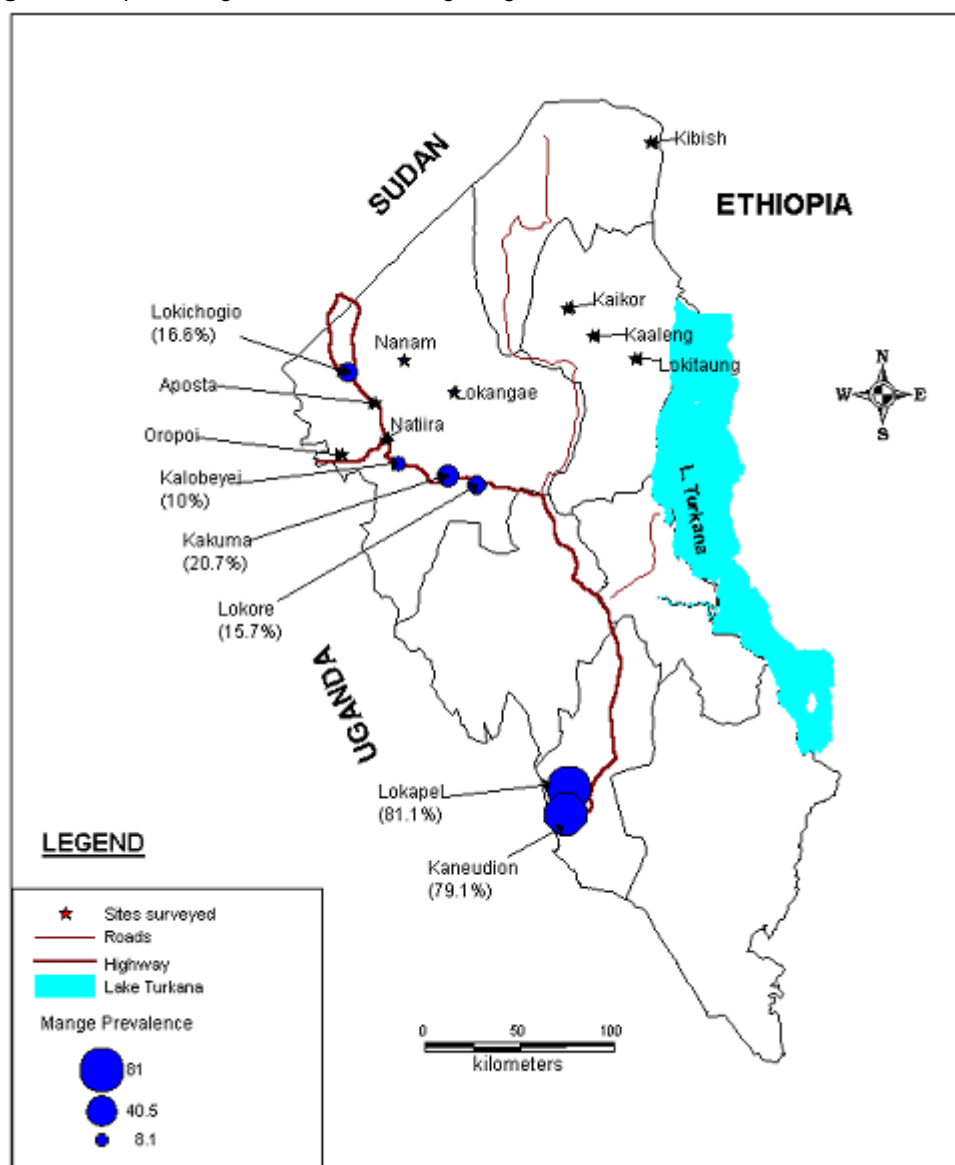 Kibish
SUDAN
ETHIOPIA
Kaikor
Lokichogio
(16.6%)
Nanam
Kaaleng
Lokitaung
Aposta
Lokangae
N
W
E
S
Natiira
Oropoi
Kalobeyei
(10%)
L. Turkana
Kakuma
(20.7%)
Lokore
(15.7%)
UGANDA
LokapeL
(81.1%)
Kaneudion
(79.1%)
LEGEND
Sites surveyed
Roads
Highway
Lake Turkana
Mange Prevalence
81
40.5
8.1
0 50 100
kilometers